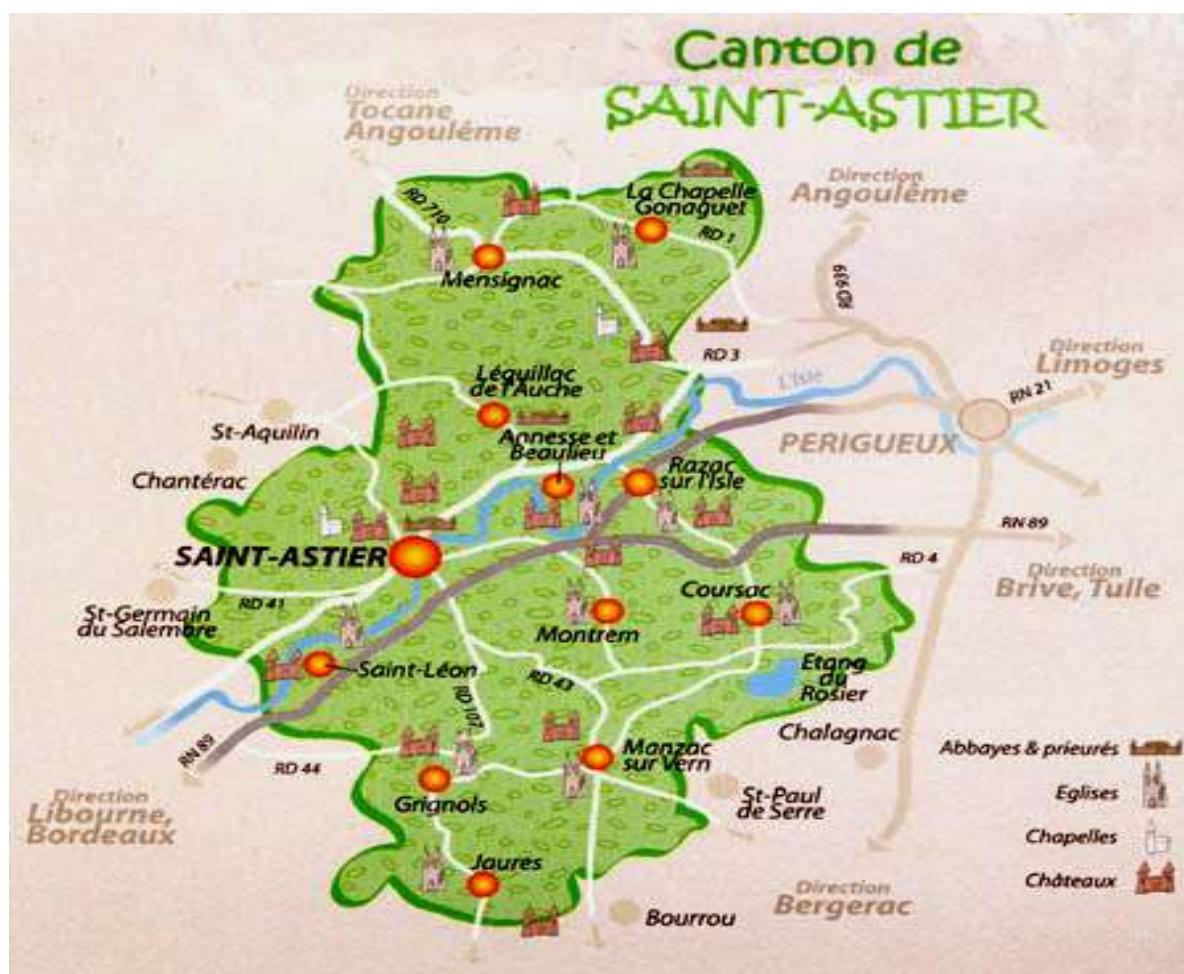 Canton de
SAINT-ASTIER
Direction
Tocane
Angoulême
Direction
Angoulême
La Chapelle
Gonaguet
RD 710
RD 1
Mensignac
RD 939
RD 3
L'Isle
Direction
Limoges
RN 21
Léguillac
de l'Auche
St-Aquilin
Annesse et
Beaulieu
PERIGUEUX
Chantérac
Razac
sur l'Isle
SAINT-ASTIER
RN 89
RD 4
Direction
Brive, Tulle
Coursac
RD 41
St-Germain
du Salembre
Montrem
Saint-Léon
Etang
du
Rosier
RD 43
RD 107
Chalagnac
RN 89
RD 44
Manzac
sur Vern
Abbayes & prieurés
Direction
Libourne,
Bordeaux
Grignols
St-Paul
de Serre
Eglises
Chapelles
Jaures
Châteaux
Direction
Bergerac
Bourrou